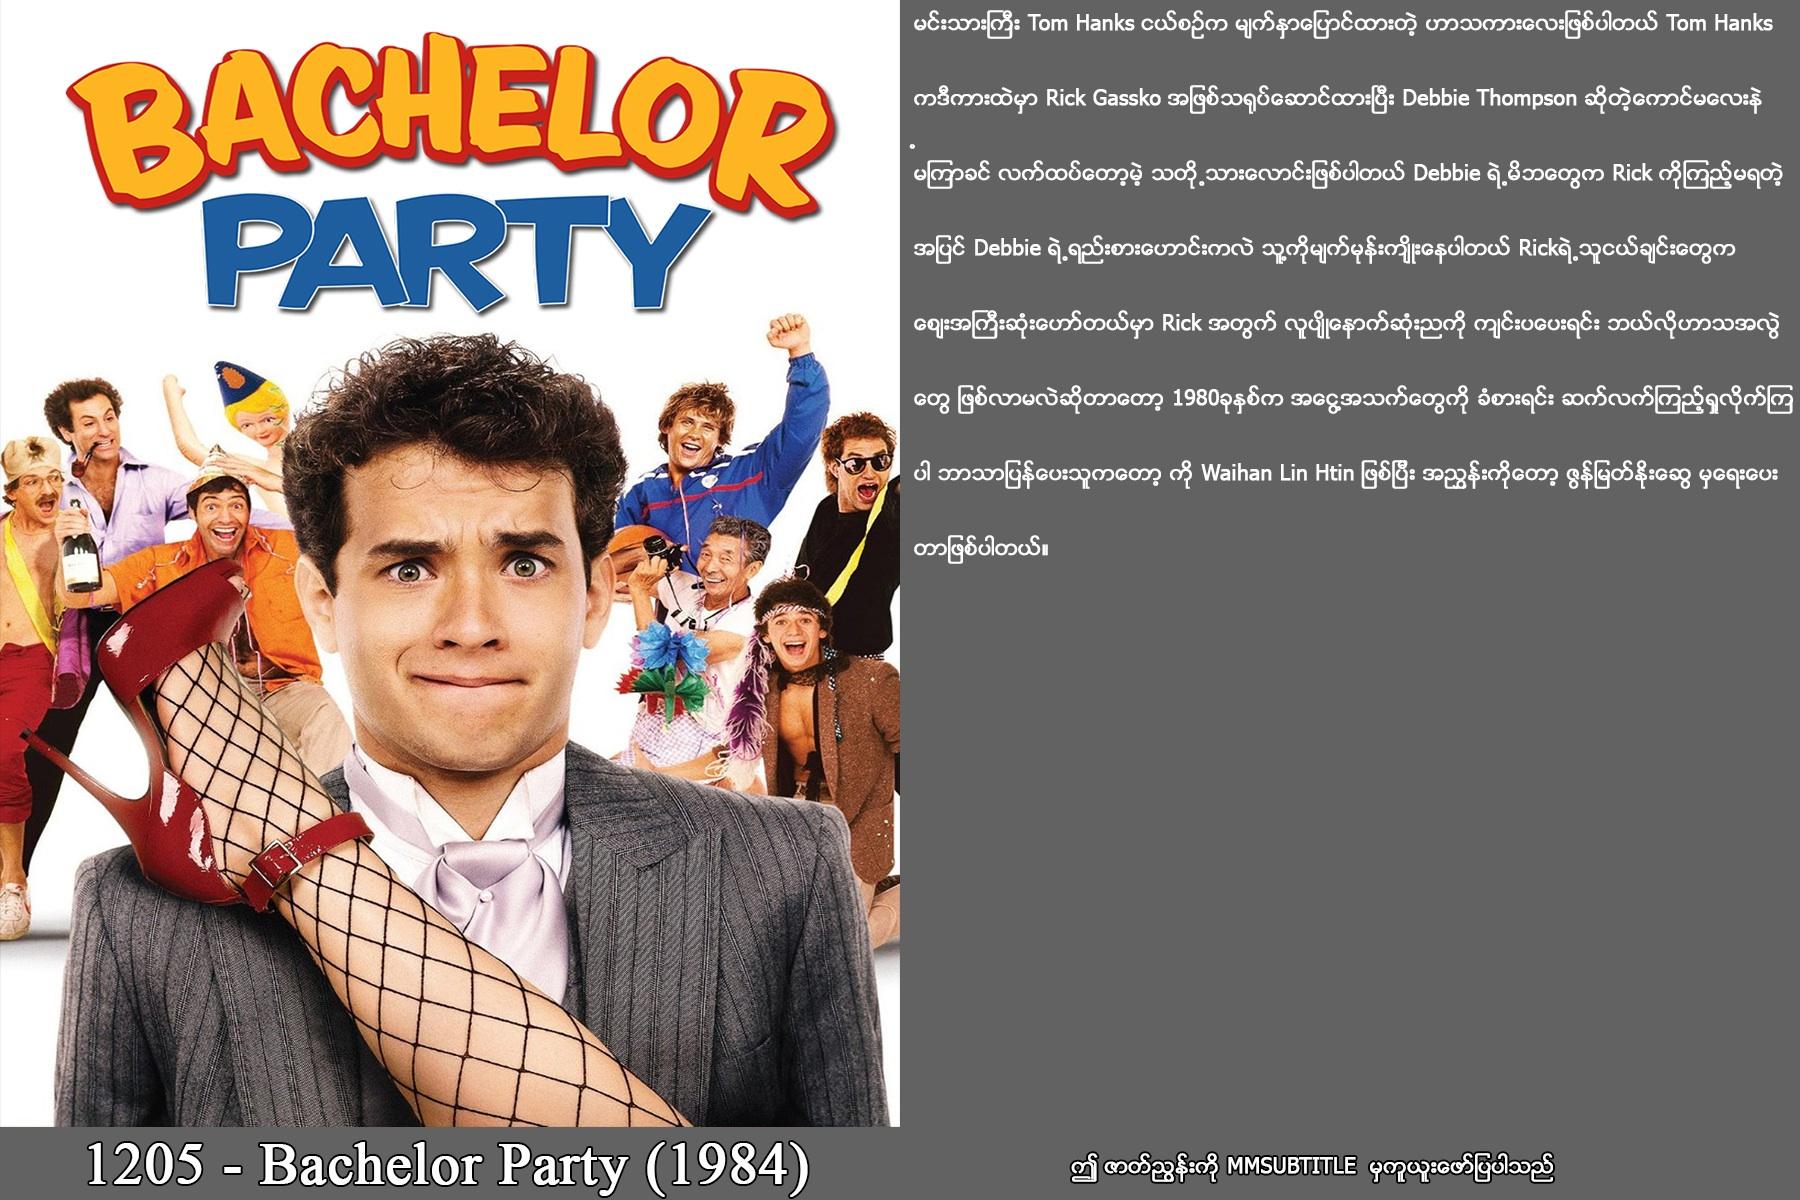 BACHELOR
PARTY
1205 - Bachelor Party (1984)
မင်းသားကြီး Tom Hanks ငယ်စဉ်က မျက်နှာပြောင်ထားတဲ့ ဟာသကားလေးဖြစ်ပါတယ် Tom Hanks
ကဒီကားထဲမှာ Rick Gassko အဖြစ်သရုပ်ဆောင်ထားပြီး Debbie Thompson ဆိုတဲ့ကောင်မလေးနဲ
့
မကြာခင် လက်ထပ်တော့မဲ့ သတို့သားလောင်းဖြစ်ပါတယ် Debbie ရဲ့မိဘတွေက Rick ကိုကြည့်မရတဲ့
အပြင် Debbie ရဲ့ရည်းစားဟောင်းကလဲ သူ့ကိုမျက်မုန်းကျိုးနေပါတယ် Rickရဲ့သူငယ်ချင်းတွေက
စျေးအကြီးဆုံးဟော်တယ်မှာ Rick အတွက် လူပျိုနောက်ဆုံးညကို ကျင်းပပေးရင်း ဘယ်လိုဟာသအလွဲ
တွေ ဖြစ်လာမလဲဆိုတာတော့ 1980ခုနှစ်က အငွေ့အသက်တွေကို ခံစားရင်း ဆက်လက်ကြည့်ရှုလိုက်ကြ
ပါ ဘာသာပြန်ပေးသူကတော့ ကို Waihan Lin Htin ဖြစ်ပြီး အညွှန်းကိုတော့ ဇွန်မြတ်နိုးဆွေ မှရေးပေး
တာဖြစ်ပါတယ်။
ဤ ဇာတ်ညွှန်းကို MMSUBTITLE မှကူယူးဖော်ပြပါသည်